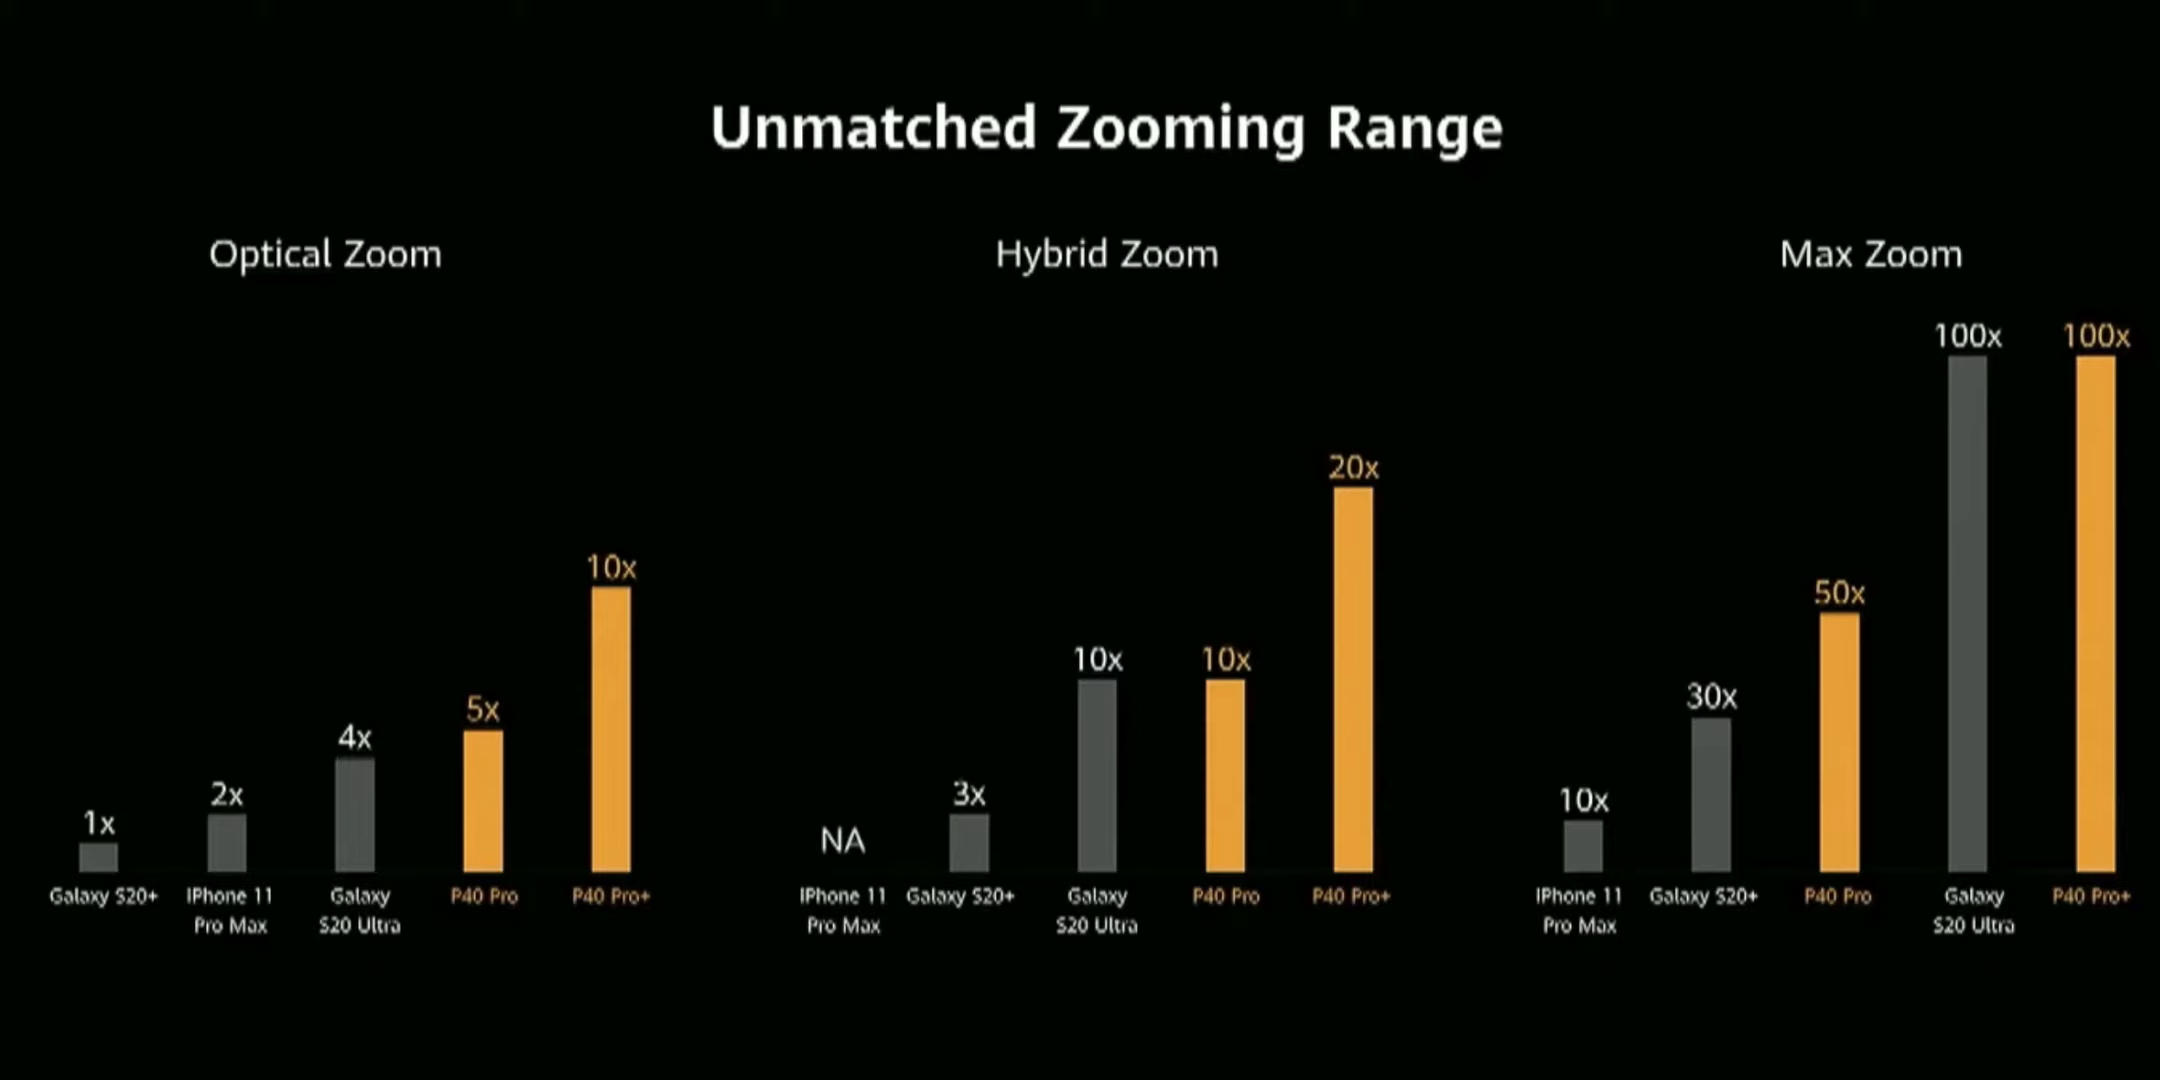 Unmatched Zooming Range
Optical Zoom
1x
2x
4x
5x
10x
Galaxy S20+
IPhone 11
Pro Max
Galaxy
S20 Ultra
P40 Pro
P40 Pro+
Hybrid Zoom
NA
3x
10x
10x
20x
IPhone 11
Pro Max
Galaxy S20+
Galaxy
S20 Ultra
P40 Pro
P40 Pro+
Max Zoom
10x
30x
50x
100x
100x
IPhone 11
Pro Max
Galaxy S20+
P40 Pro
Galaxy
S20 Ultra
P40 Pro+